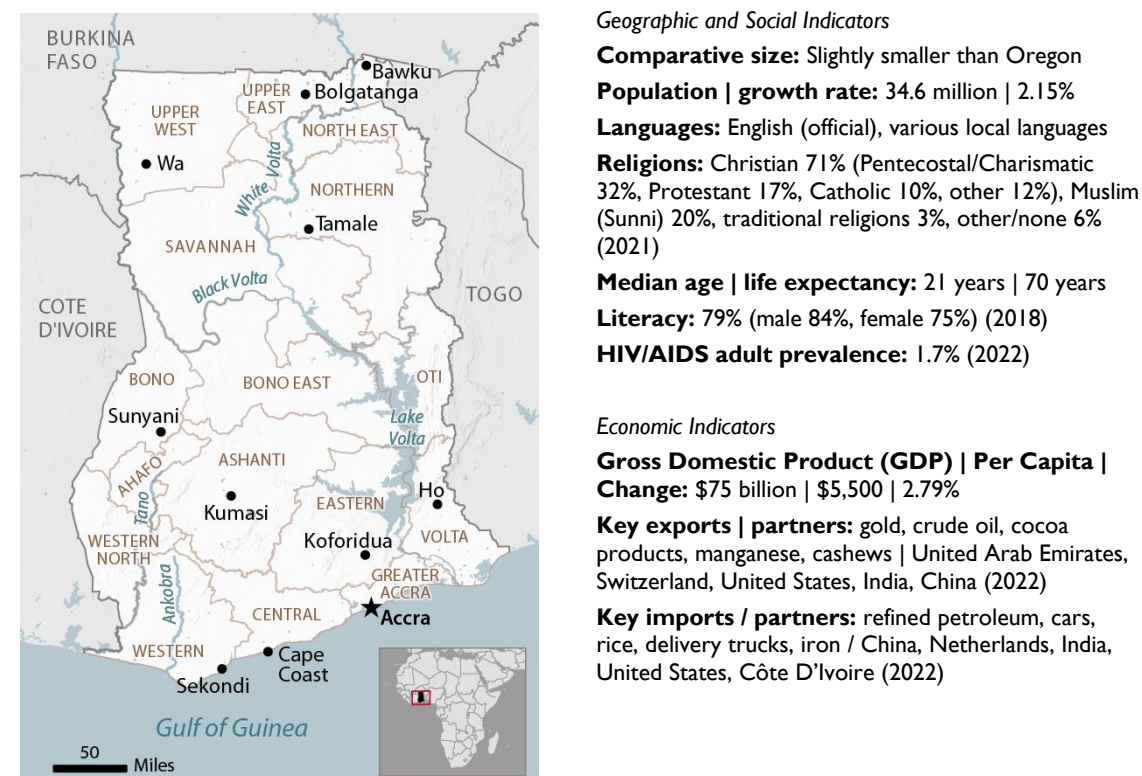 BURKINA
FASO
Bawku
Bolgatanga
UPPER
EAST
UPPER
WEST
NORTH EAST
Wa
White Volta
NORTHERN
Tamale
SAVANNAH
Black Volta
TOGO
COTE
D'IVOIRE
BONO
BONO EAST
OTI
Sunyani
Lake
Volta
AHAFO
ASHANTI
Tano
Kumasi
EASTERN
Ho
WESTERN
NORTH
Koforidua
VOLTA
Ankobra
GREATER
ACCRA
CENTRAL
Accra
WESTERN
Cape
Coast
Sekondi
Gulf of Guinea
50
Miles
Geographic and Social Indicators
Comparative size: Slightly smaller than Oregon
Population | growth rate: 34.6 million | 2.15%
Languages: English (official), various local languages
Religions: Christian 71% (Pentecostal/Charismatic
32%, Protestant 17%, Catholic 10%, other 12%), Muslim
(Sunni) 20%, traditional religions 3%, other/none 6%
(2021)
Median age | life expectancy: 21 years | 70 years
Literacy: 79% (male 84%, female 75%) (2018)
HIV/AIDS adult prevalence: 1.7% (2022)
Economic Indicators
Gross Domestic Product (GDP) | Per Capita |
Change: $75 billion | $5,500 | 2.79%
Key exports | partners: gold, crude oil, cocoa
products, manganese, cashews | United Arab Emirates,
Switzerland, United States, India, China (2022)
Key imports / partners: refined petroleum, cars,
rice, delivery trucks, iron / China, Netherlands, India,
United States, Côte D’Ivoire (2022)